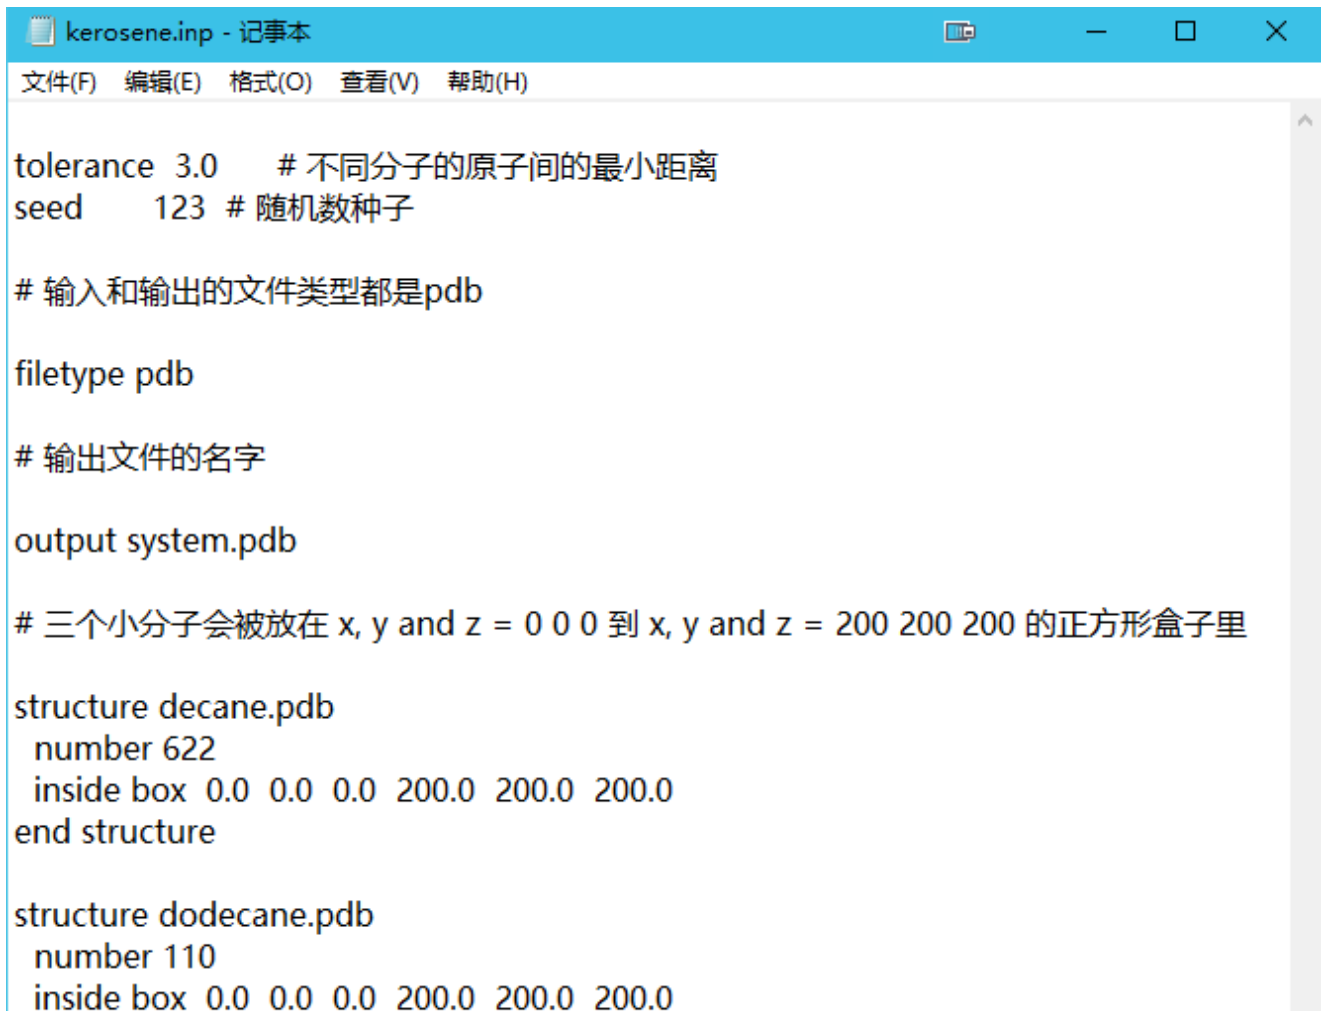 kerosene.inp - 记事本
文件(F) 编辑(E) 格式(O) 查看(V) 帮助(H)
tolerance 3.0 # 不同分子的原子间的最小距离
seed 123 # 随机数种子
# 输入和输出的文件类型都是pdb
filetype pdb
# 输出文件的名字
output system.pdb
# 三个小分子会被放在 x, y and z = 0 0 0 到 x, y and z = 200 200 200 的正方形盒子里
structure decane.pdb
number 622
inside box 0.0 0.0 0.0 200.0 200.0 200.0
end structure
structure dodecane.pdb
number 110
inside box 0.0 0.0 0.0 200.0 200.0 200.0